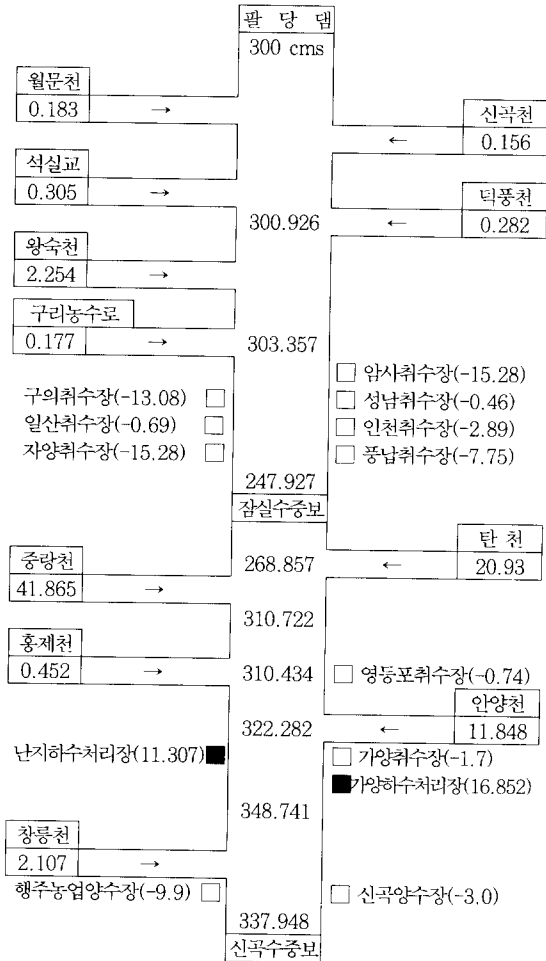 팔 당 댐
300 cms
월문천
0.183 →
신곡천
← 0.156
석실교
0.305 →
덕풍천
300.926 ← 0.282
왕숙천
2.254 →
구리농수로
0.177 → 303.357
구의취수장(-13.08) □
일산취수장(-0.69) □
자양취수장(-15.28) □
□ 암사취수장(-15.28)
□ 성남취수장(-0.46)
□ 인천취수장(-2.89)
□ 풍납취수장(-7.75)
247.927
잠실수중보
탄 천
268.857 ← 20.93
중랑천
41.865 →
310.722
홍제천
0.452 → 310.434
□ 영등포취수장(-0.74)
안양천
322.282 ← 11.848
난지하수처리장(11.307)■
□ 가양취수장(-1.7)
■가양하수처리장(16.852)
348.741
창릉천
2.107 →
행주농업양수장(-9.9) □
□ 신곡양수장(-3.0)
337.948
신곡수중보